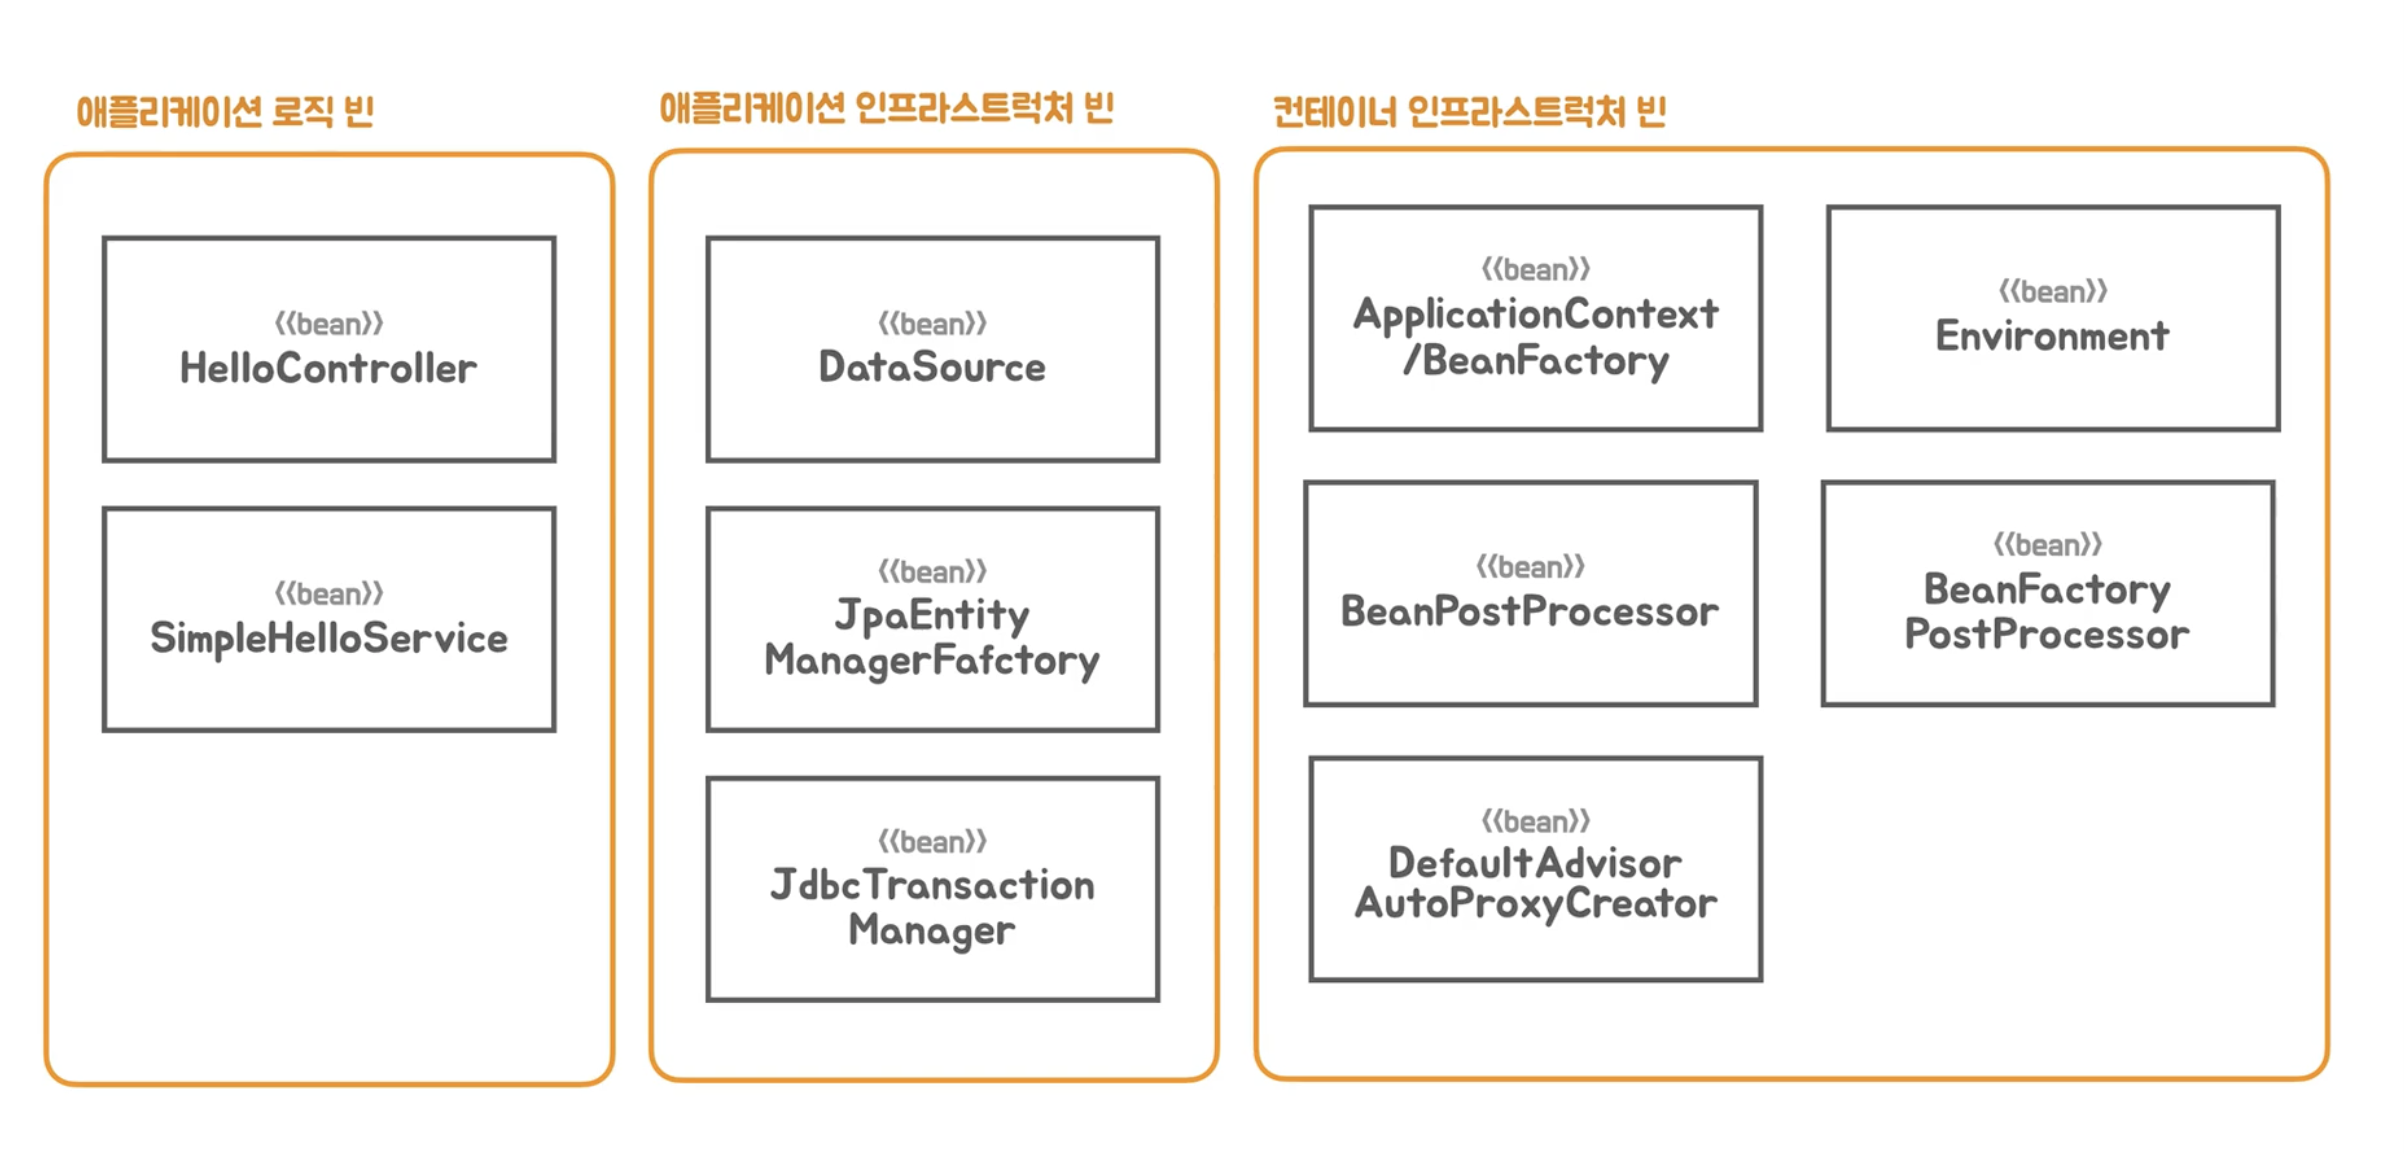 애플리케이션 로직 빈
<<bean>>
HelloController
<<bean>>
SimpleHelloService
애플리케이션 인프라스트럭처 빈
<<bean>>
DataSource
<<bean>>
JpaEntity
ManagerFafctory
<<bean>>
JdbcTransaction
Manager
컨테이너 인프라스트럭처 빈
<<bean>>
ApplicationContext
/BeanFactory
<<bean>>
Environment
<<bean>>
BeanPostProcessor
<<bean>>
BeanFactory
PostProcessor
<<bean>>
DefaultAdvisor
AutoProxyCreator